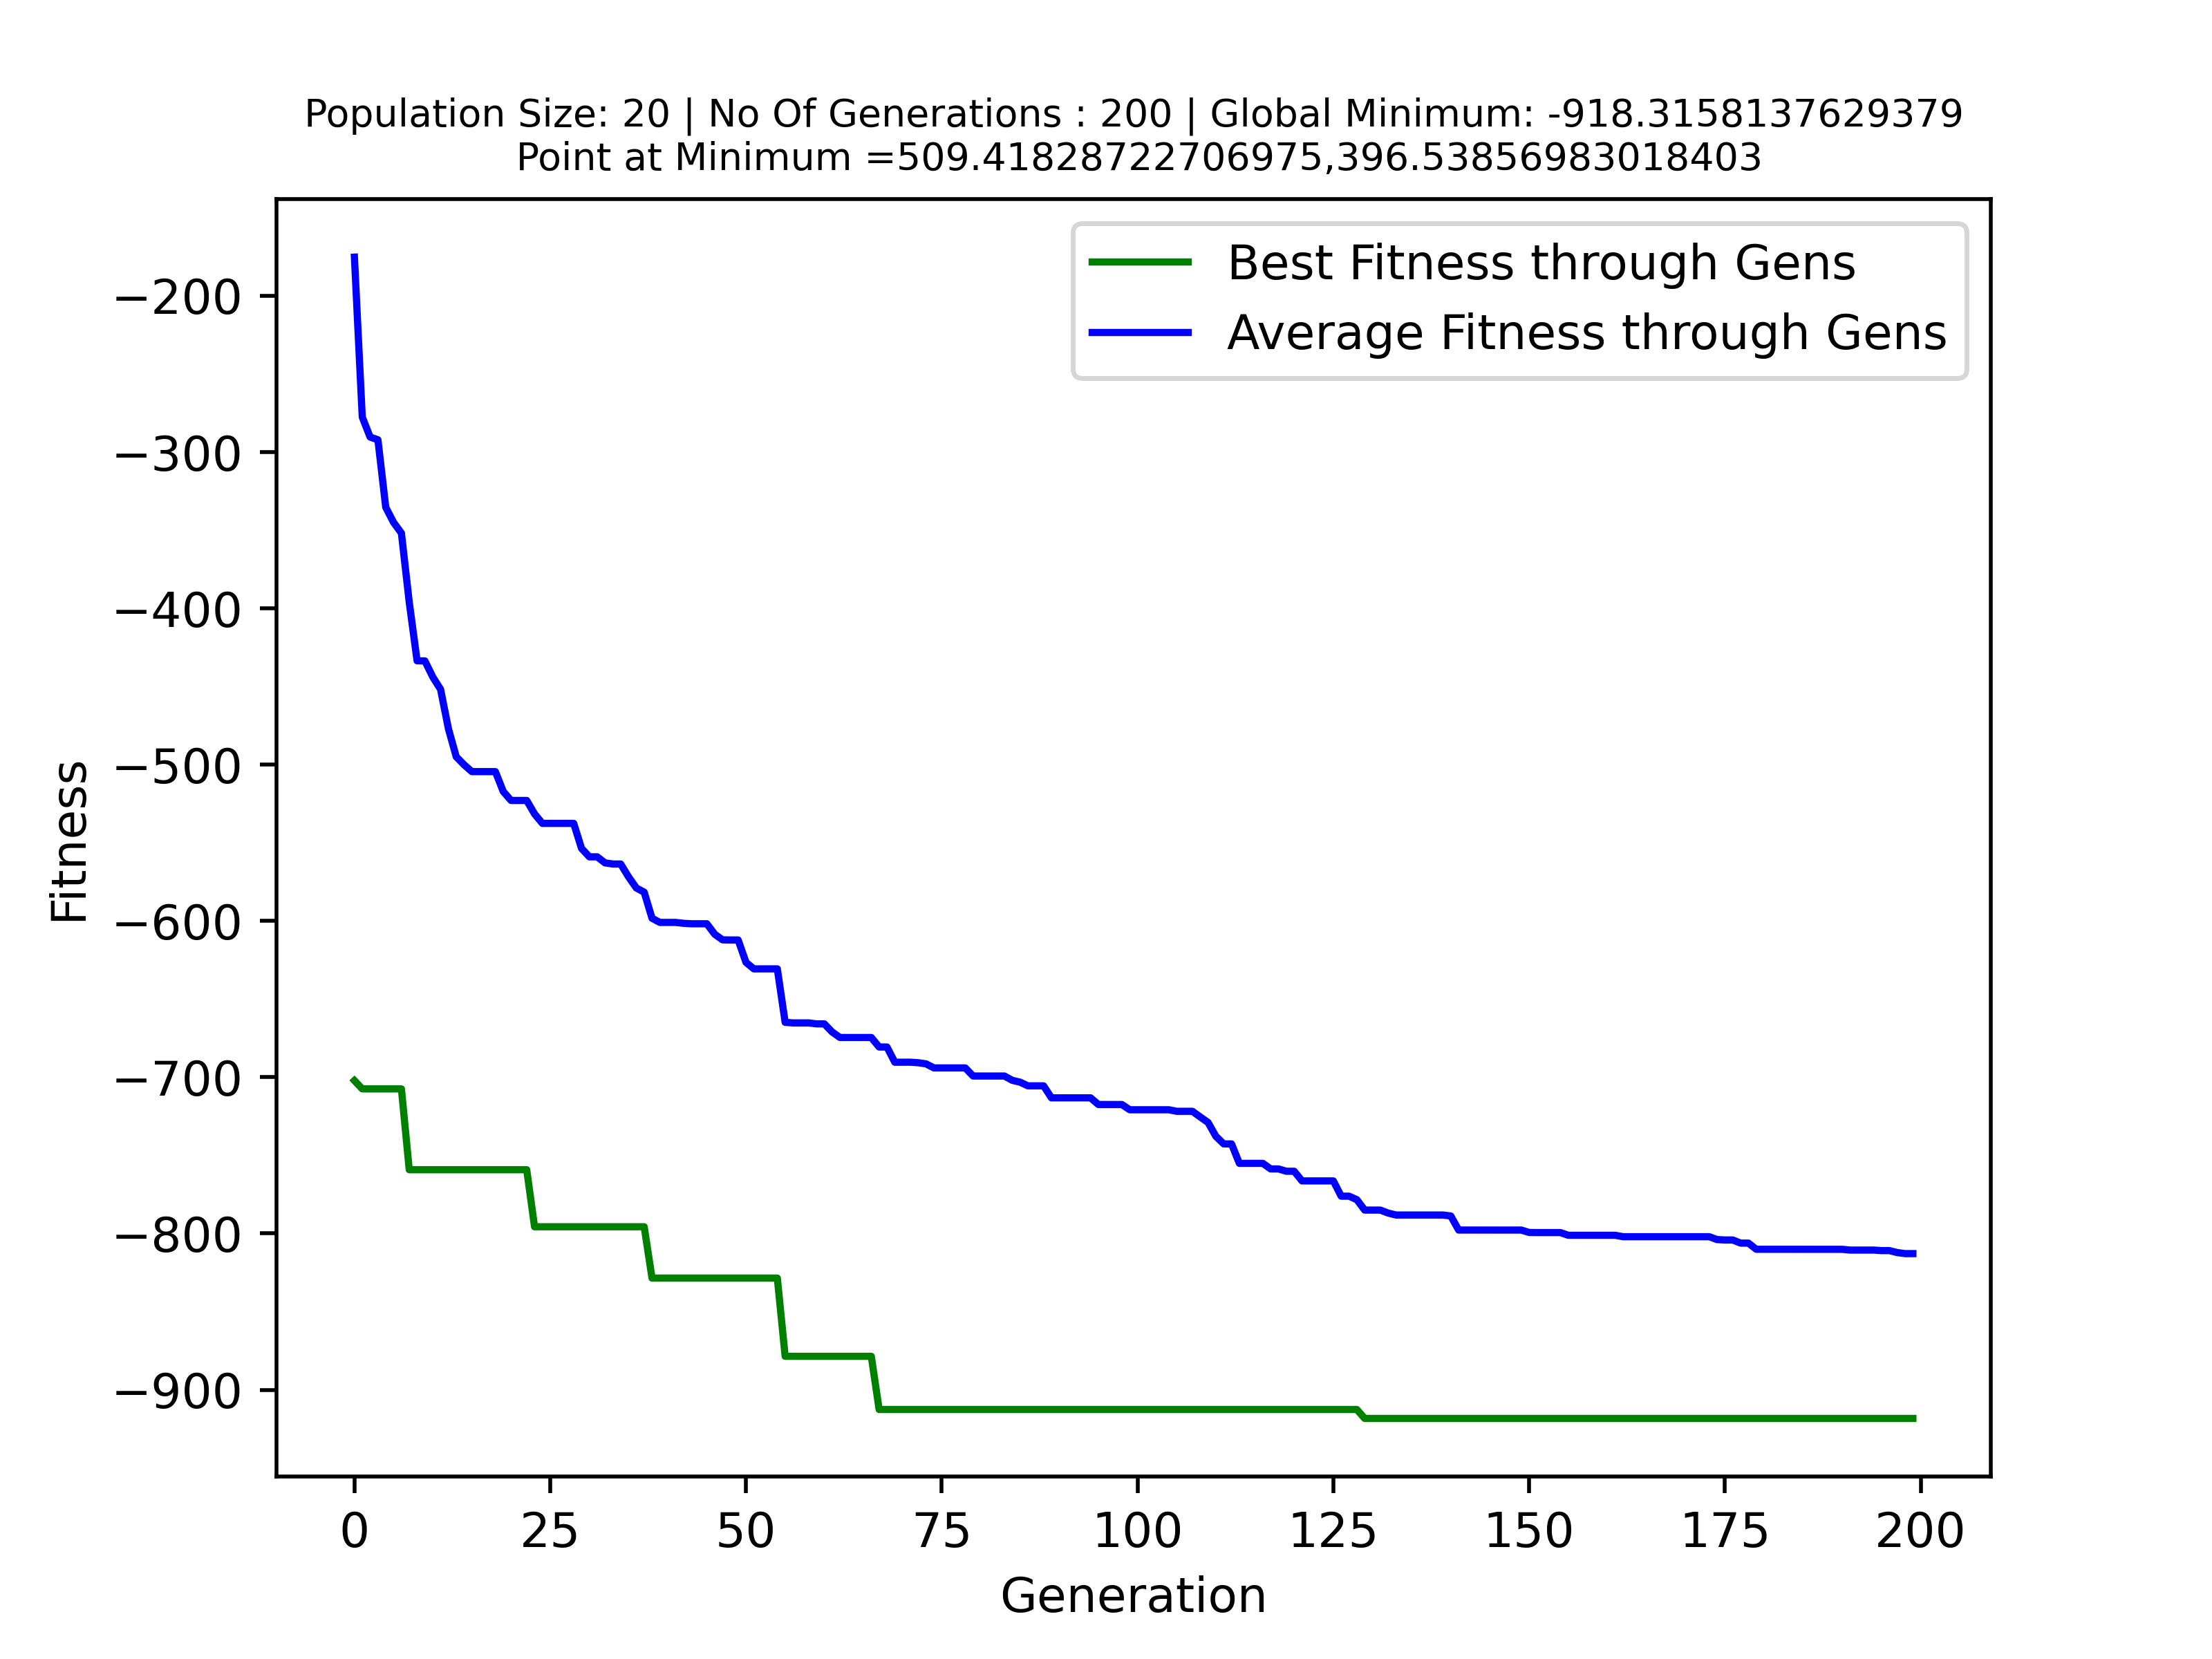 Population Size: 20 | No Of Generations : 200 | Global Minimum: -918.3158137629379
Point at Minimum =509.41828722706975,396.53856983018403
Best Fitness through Gens
Average Fitness through Gens
−200
−300
−400
−500
−600
−700
−800
−900
Fitness
0 25 50 75 100 125 150 175 200
Generation